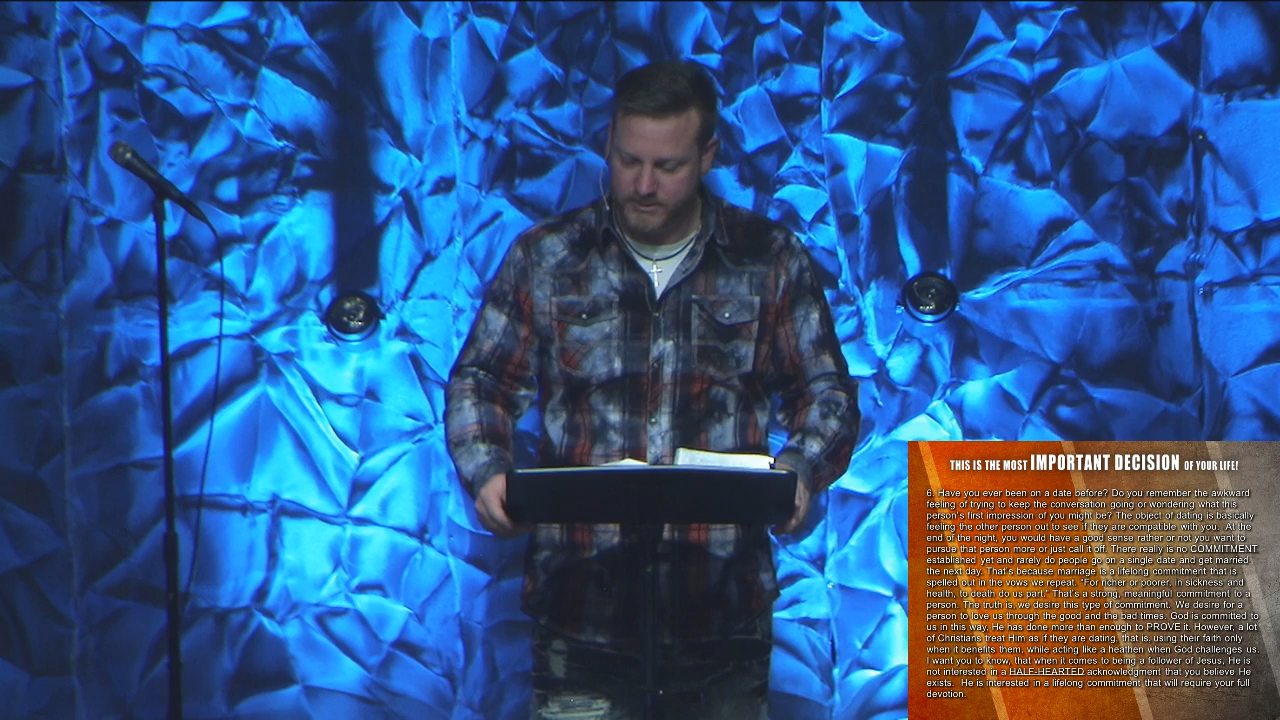 THIS IS THE MOST IMPORTANT DECISION OF YOUR LIFE!
6. Have you ever been on a date before? Do you remember the awkward
feeling of trying to keep the conversation going or wondering what this
person's first impression of you might be? The object of dating is basically
feeling the other person out to see if they are compatible with you. At the
end of the night, you would have a good sense rather or not you want to
pursue that person more or just call it off. There really is no COMMITMENT
established yet and rarely do people go on a single date and get married
the next day. That's because marriage is a lifelong commitment that is
spelled out in the vows we repeat. "For richer or poorer, in sickness and
health, to death do us part." That's a strong, meaningful commitment to a
person. The truth is, we desire this type of commitment. We desire for a
person to love us through the good and the bad times. God is committed to
us in this way. He has done more than enough to PROVE it. However, a lot
of Christians treat Him as if they are dating, that is, using their faith only
when it benefits them, while acting like a heathen when God challenges us.
I want you to know, that when it comes to being a follower of Jesus, He is
not interested in a HALF-HEARTED acknowledgment that you believe He
exists. He is interested in a lifelong commitment that will require your full
devotion.